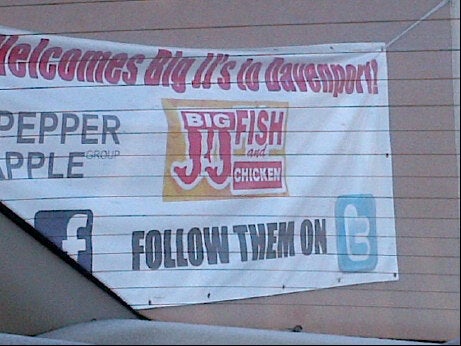 Welcomes Big JJ's to Davenport!
PEPPER
APPLE GROUP
BIG
JJ FISH
and
CHICKEN
f
FOLLOW THEM ON
t